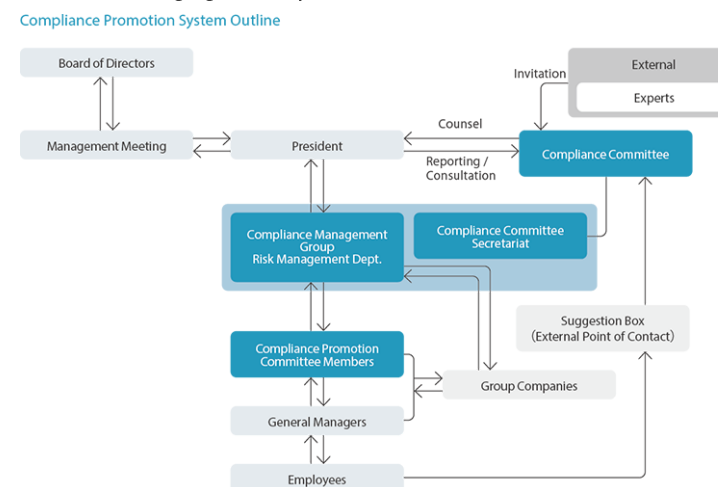 Compliance Promotion System Outline
Board of Directors
External
Invitation
Experts
Counsel
Management Meeting
President
Compliance Committee
Reporting /
Consultation
Compliance Management
Group
Risk Management Dept.
Compliance Committee
Secretariat
Suggestion Box
(External Point of Contact)
Compliance Promotion
Committee Members
Group Companies
General Managers
Employees